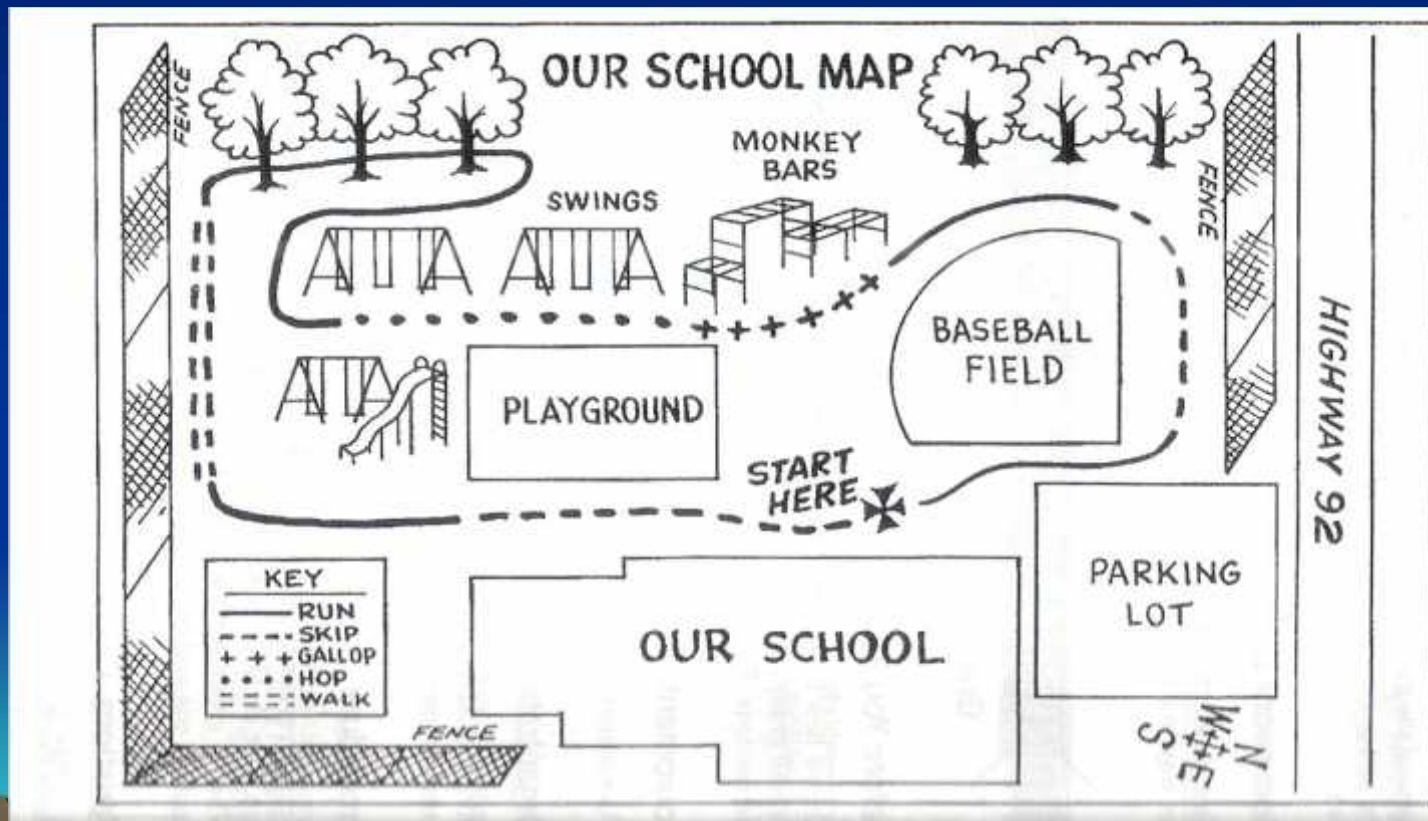 OUR SCHOOL MAP
FENCE
MONKEY
BARS
FENCE
SWINGS
HIGHWAY 92
BASEBALL
FIELD
PLAYGROUND
START
HERE
KEY
RUN
SKIP
GALLOP
HOP
WALK
PARKING
LOT
OUR SCHOOL
FENCE
N
W E
S